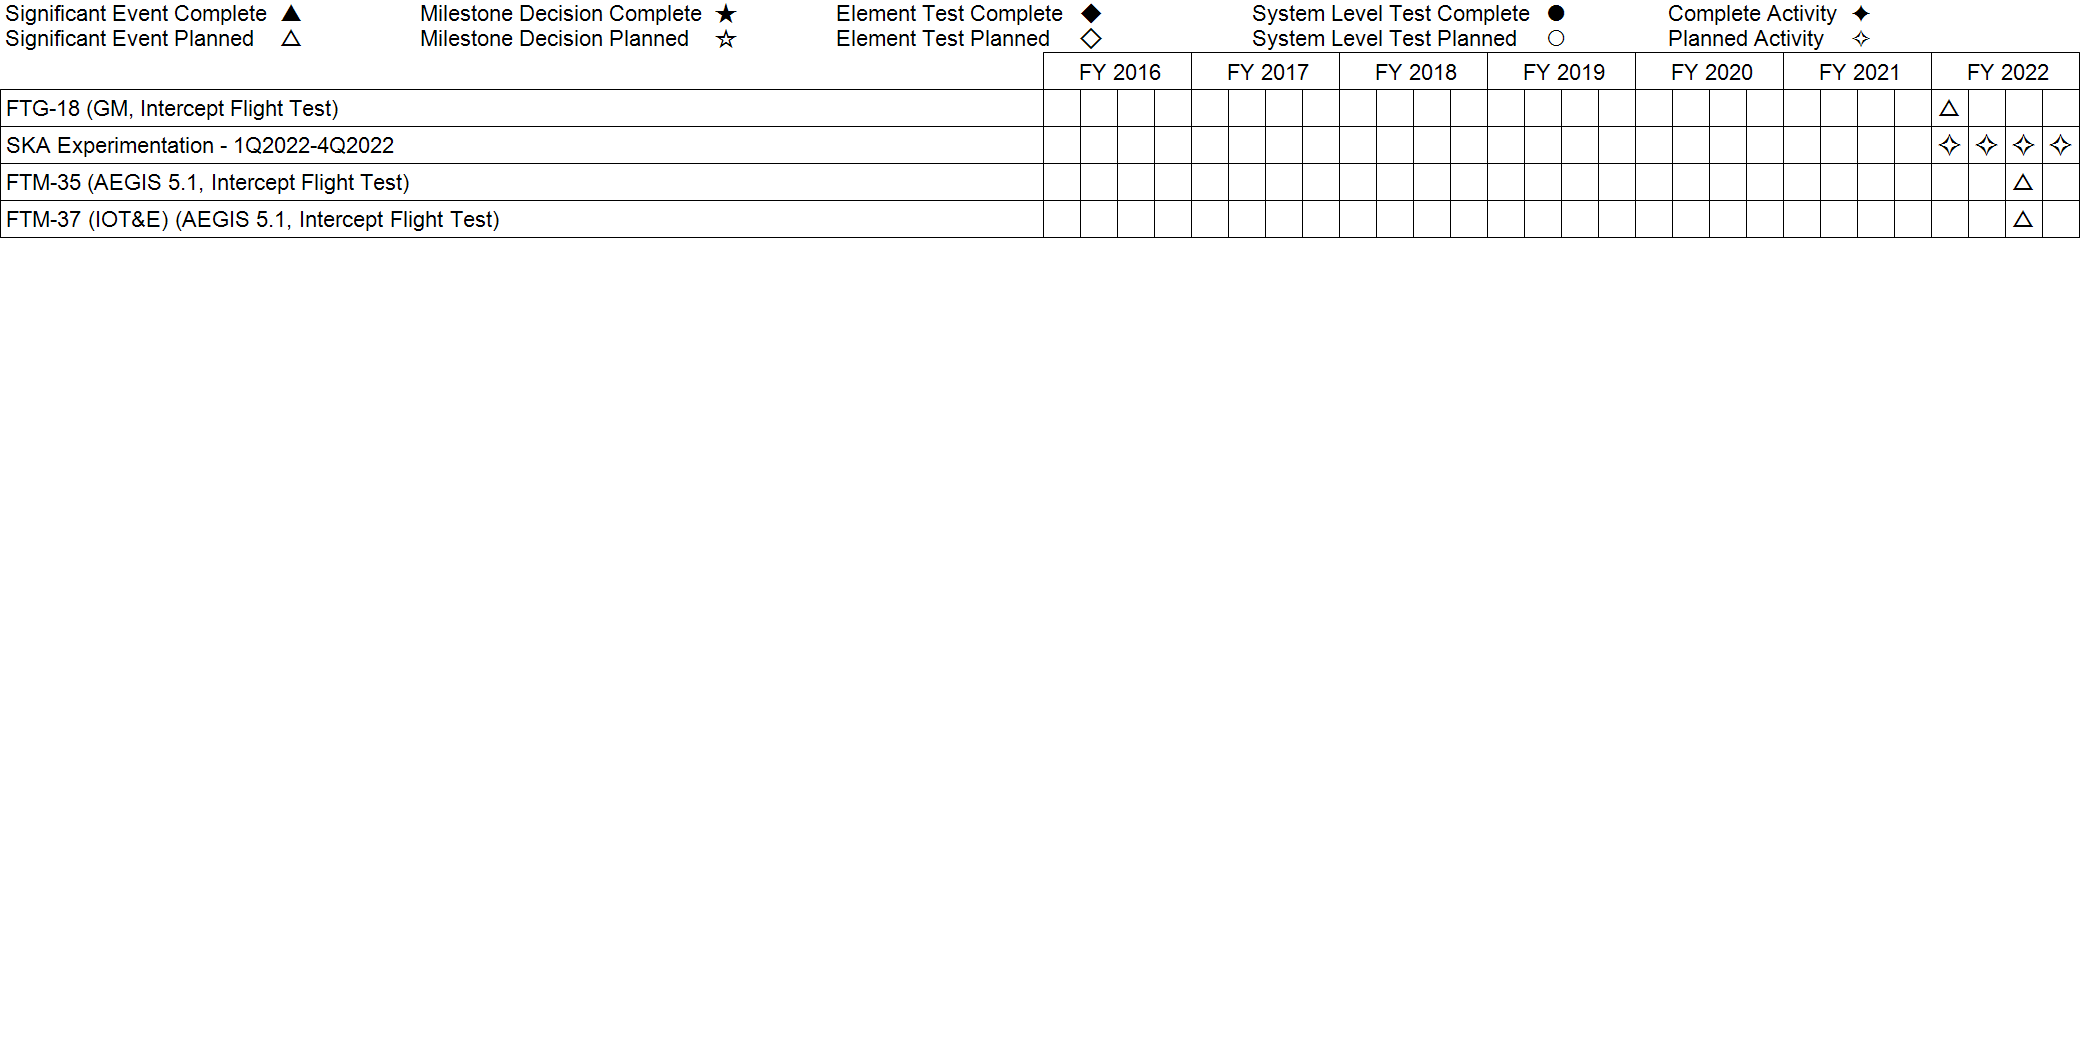 Significant Event Complete ▲ Milestone Decision Complete ★ Element Test Complete ◆ System Level Test Complete ● Complete Activity ✦
Significant Event Planned △ Milestone Decision Planned ☆ Element Test Planned ◇ System Level Test Planned ○ Planned Activity ✧
FY 2016 FY 2017 FY 2018 FY 2019 FY 2020 FY 2021 FY 2022
FTG-18 (GM, Intercept Flight Test) △
SKA Experimentation - 1Q2022-4Q2022 ✧ ✧ ✧ ✧
FTM-35 (AEGIS 5.1, Intercept Flight Test) △
FTM-37 (IOT&E) (AEGIS 5.1, Intercept Flight Test) △